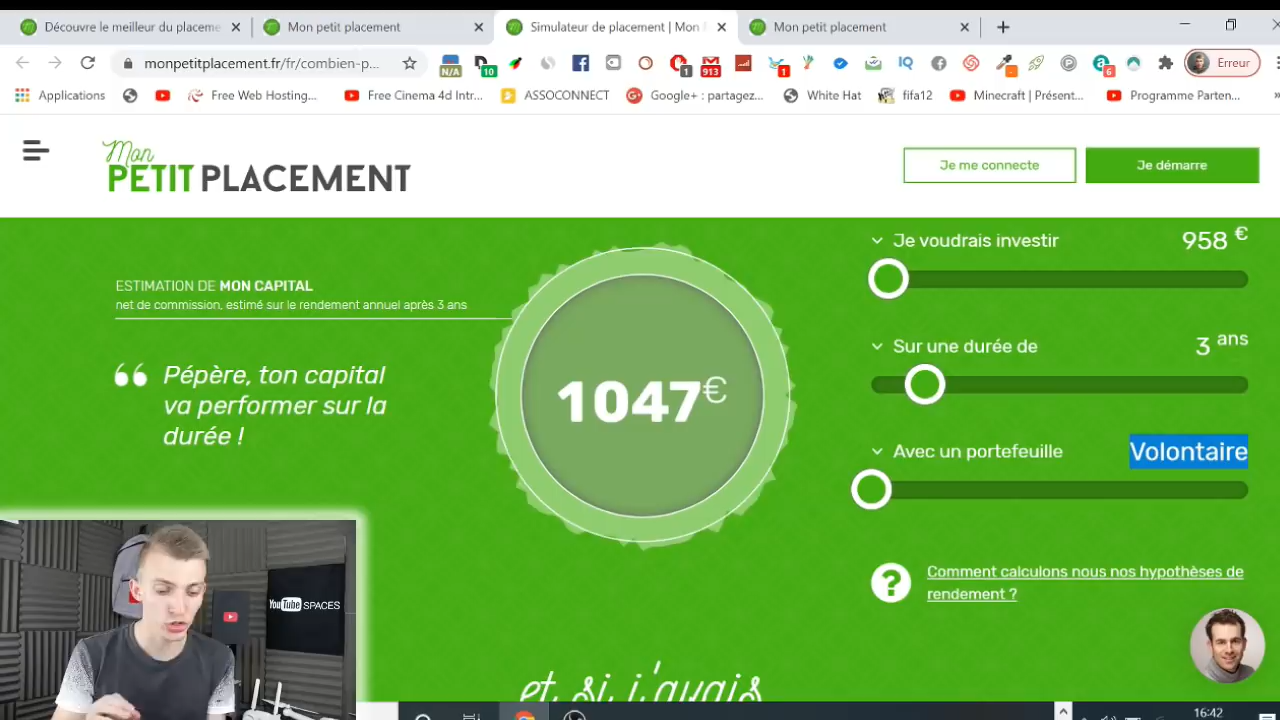 Découvre le meilleur du placeme
Mon petit placement
Simulateur de placement | Mon
Mon petit placement
monpetitplacement.fr/fr/combien-p...
N/A
10
1
913
1
6
Erreur
Applications
Free Web Hosting...
Free Cinema 4d Intr...
ASSOCONNECT
Google+ : partagez...
White Hat
fifa12
Minecraft | Présent...
Programme Parten...
Mon
PETIT PLACEMENT
Je me connecte
Je démarre
ESTIMATION DE MON CAPITAL
net de commission, estimé sur le rendement annuel après 3 ans
Pépère, ton capital
va performer sur la
durée !
1047€
Je voudrais investir
958 €
Sur une durée de
3 ans
Avec un portefeuille
Volontaire
Comment calculons nous nos hypothèses de
rendement ?
et si j'avais
YouTube SPACES
16:42